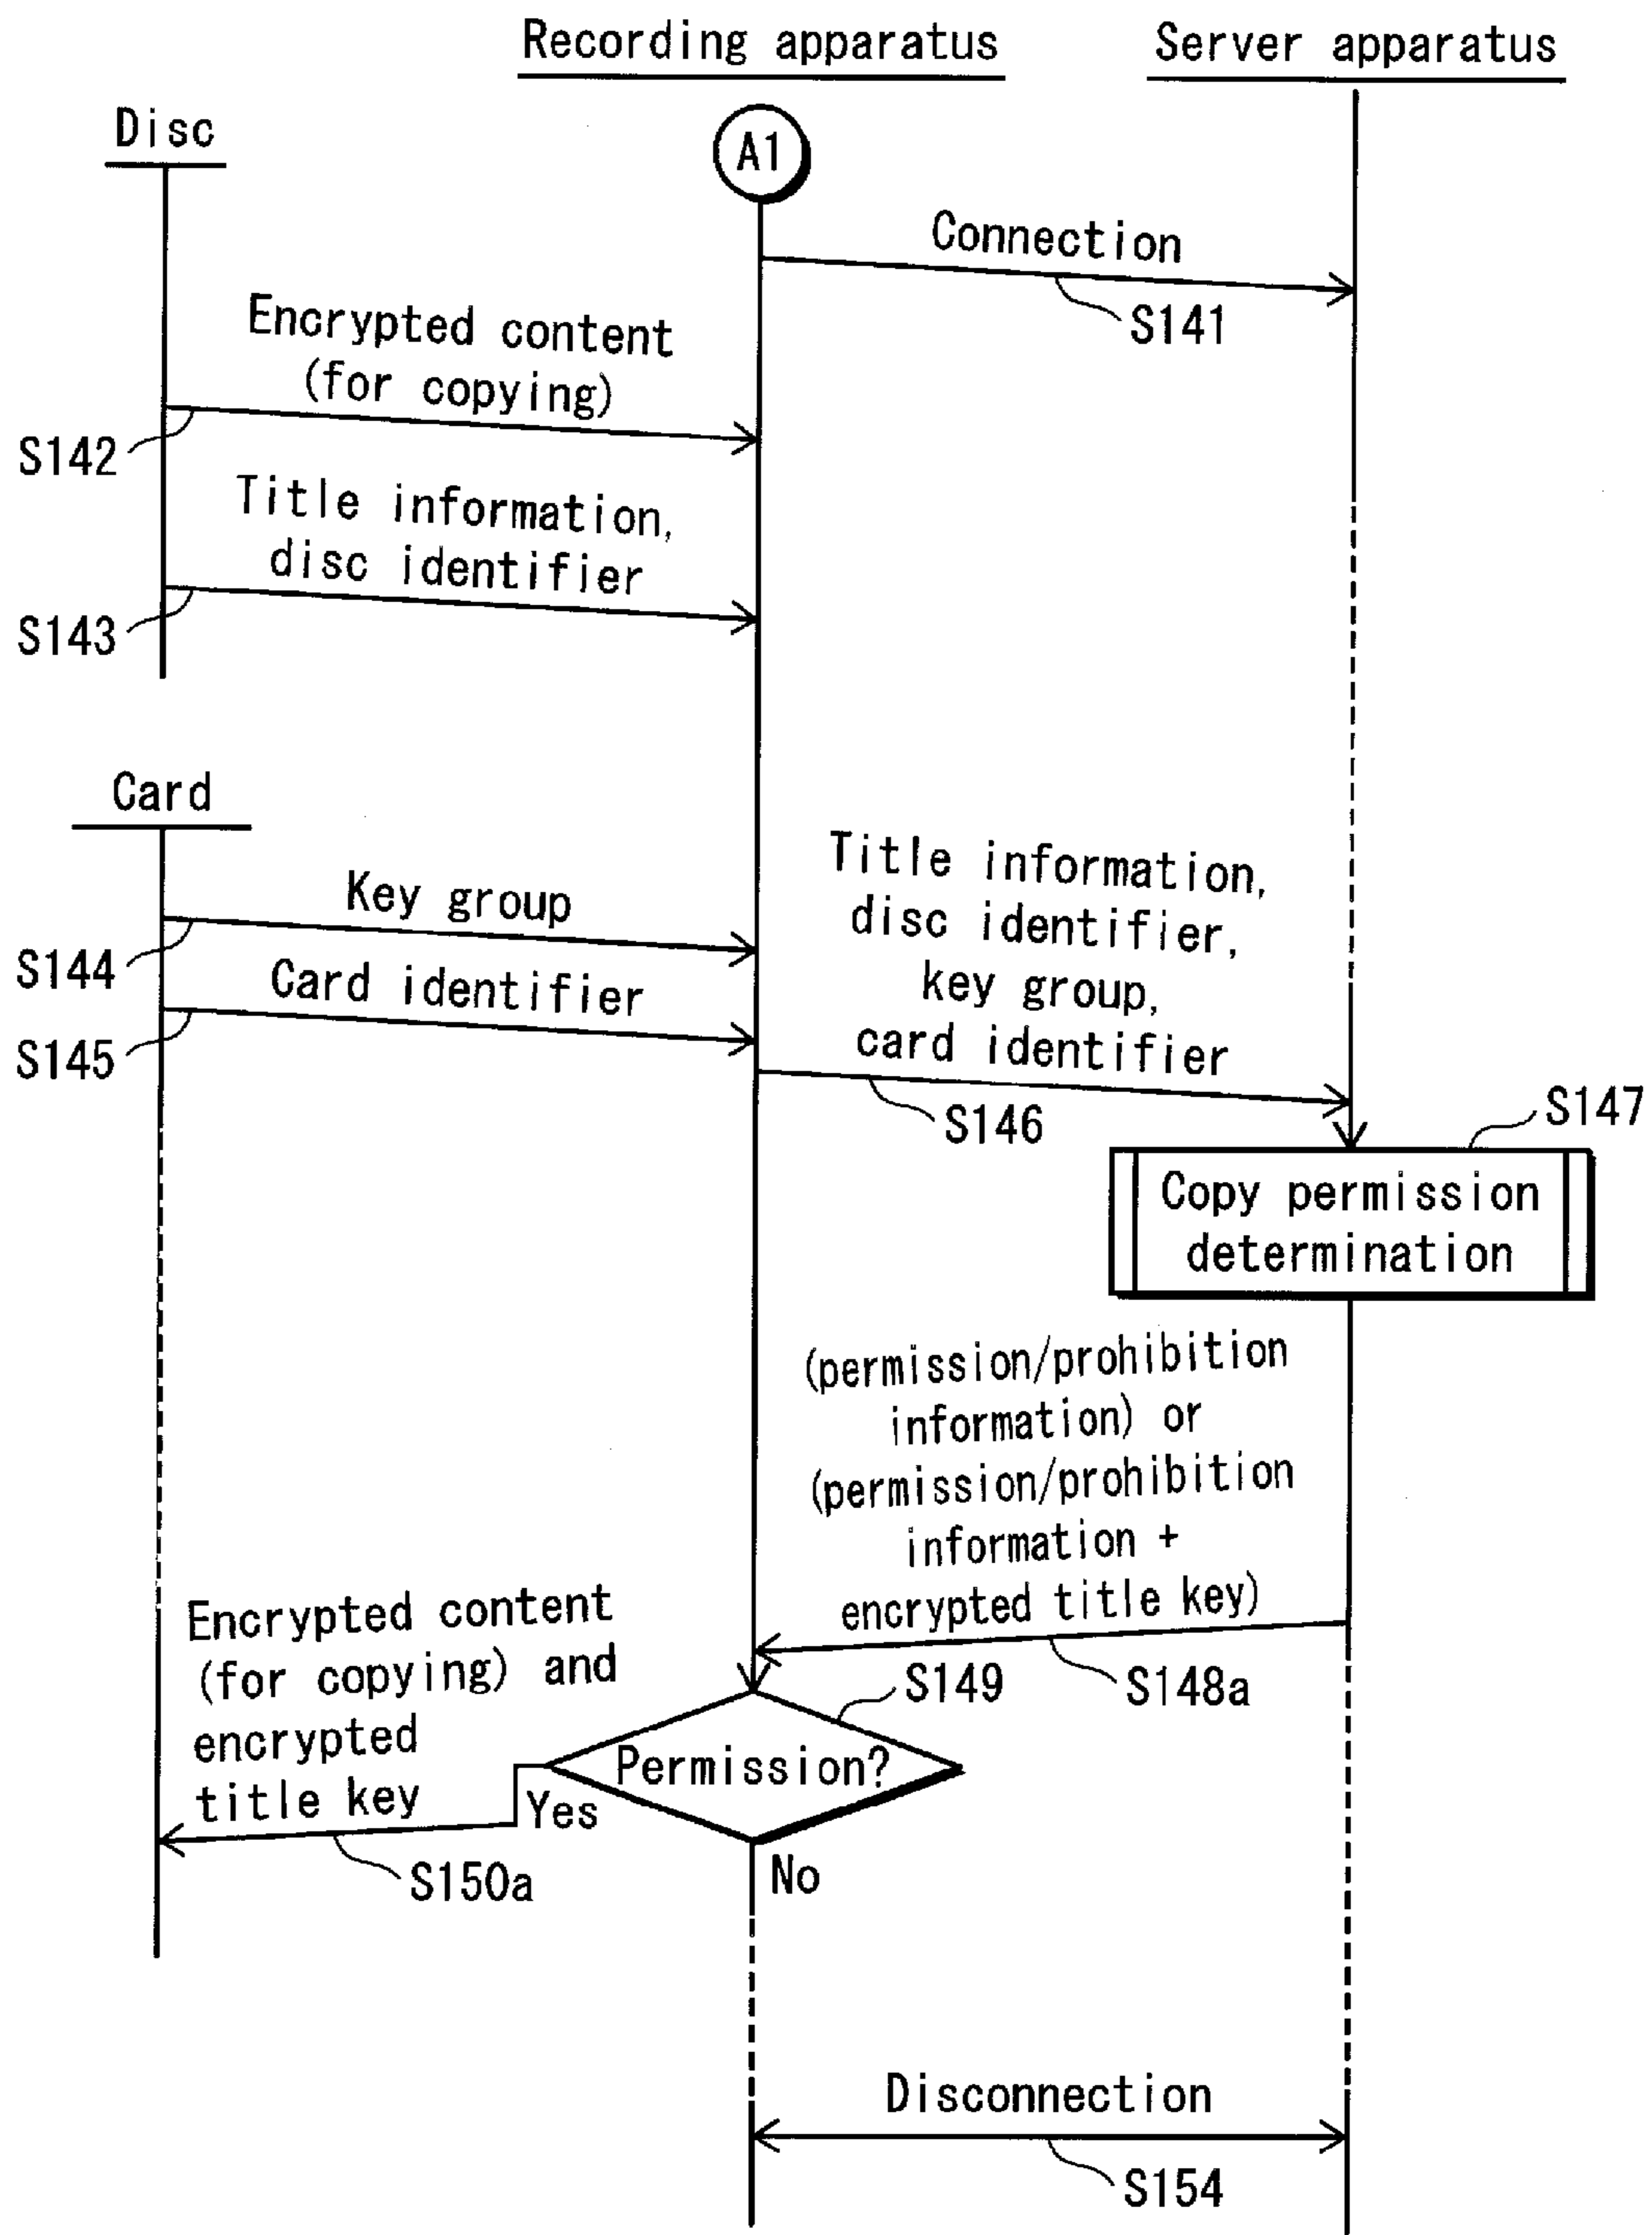 Recording apparatus
Server apparatus
Disc
A1
Connection
S141
Encrypted content
(for copying)
S142
Title information,
disc identifier
S143
Card
Key group
S144
Card identifier
S145
Title information,
disc identifier,
key group,
card identifier
S146
S147
Copy permission
determination
(permission/prohibition
information) or
(permission/prohibition
information +
encrypted title key)
S148a
S149
Permission?
Yes
Encrypted content
(for copying) and
encrypted
title key
S150a
No
Disconnection
S154